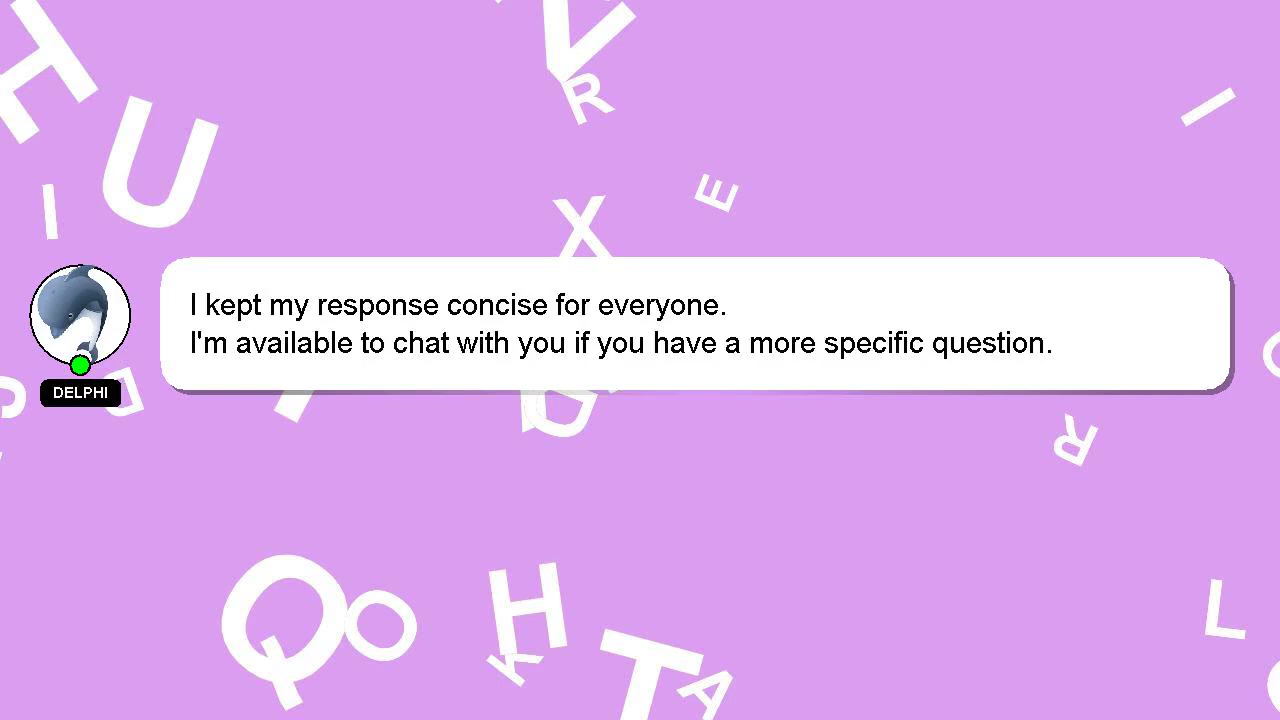 H
V
U
R
I
E
I
X
I kept my response concise for everyone.
I'm available to chat with you if you have a more specific question.
DELPHI
D
R
Q
O
H
K
T
A
L